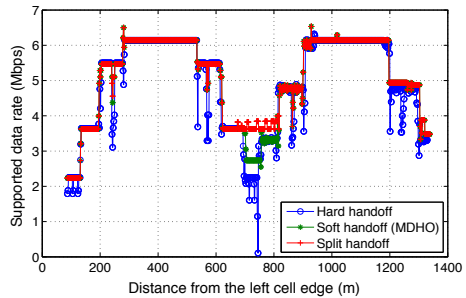 7
6
5
4
3
2
1
0
Supported data rate (Mbps)
Hard handoff
Soft handoff (MDHO)
Split handoff
0 200 400 600 800 1000 1200 1400
Distance from the left cell edge (m)